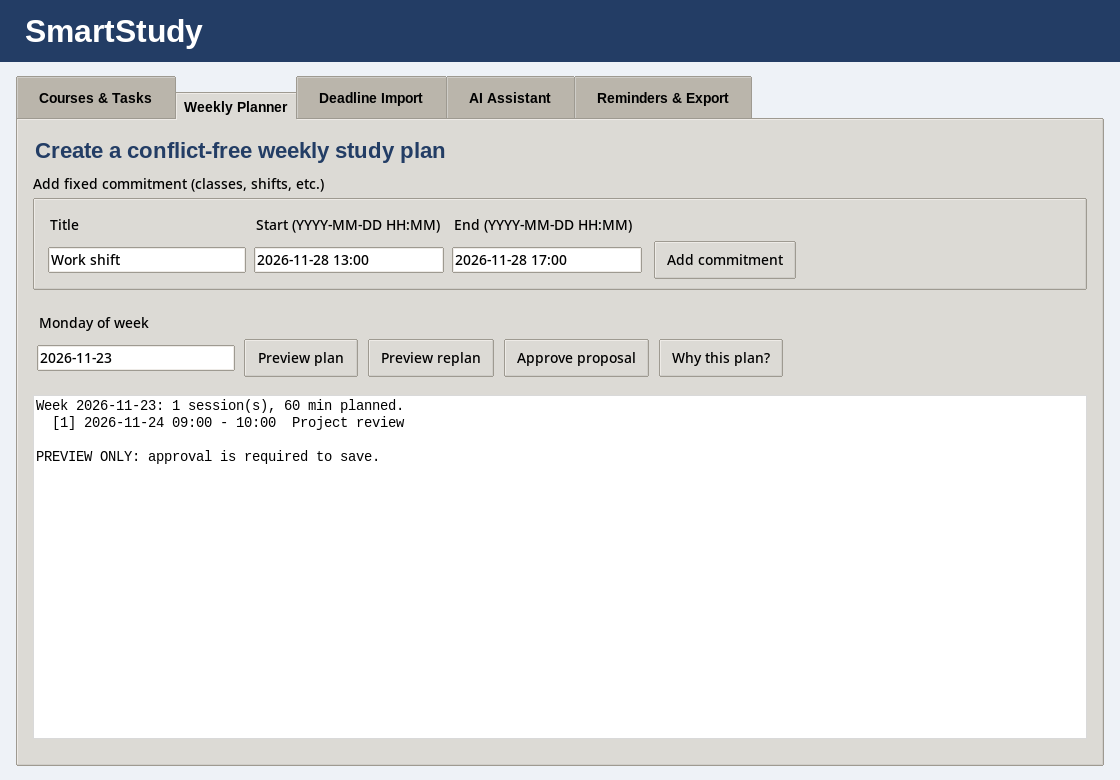 SmartStudy
Courses & Tasks
Weekly Planner
Deadline Import
AI Assistant
Reminders & Export
Create a conflict-free weekly study plan
Add fixed commitment (classes, shifts, etc.)
Title
Start (YYYY-MM-DD HH:MM)
End (YYYY-MM-DD HH:MM)
Work shift
2026-11-28 13:00
2026-11-28 17:00
Add commitment
Monday of week
2026-11-23
Preview plan
Preview replan
Approve proposal
Why this plan?
Week 2026-11-23: 1 session(s), 60 min planned.
[1] 2026-11-24 09:00 - 10:00  Project review
PREVIEW ONLY: approval is required to save.